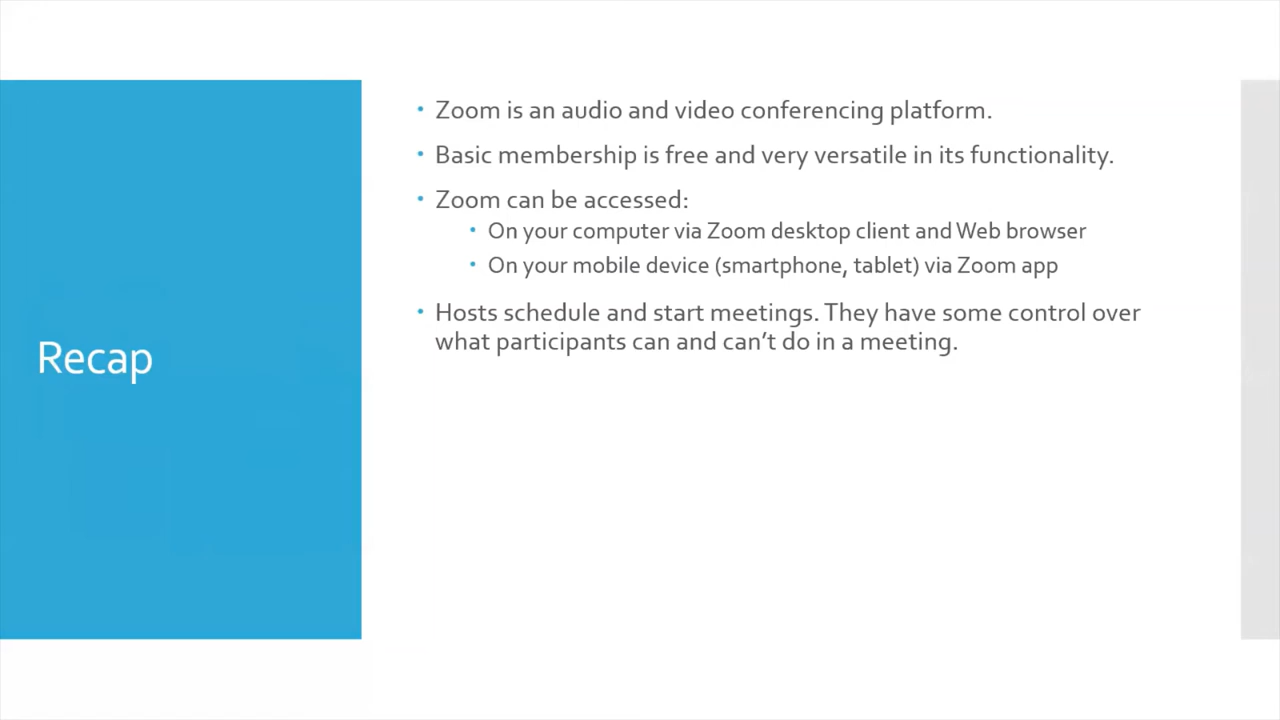 Recap
• Zoom is an audio and video conferencing platform.
• Basic membership is free and very versatile in its functionality.
• Zoom can be accessed:
• On your computer via Zoom desktop client and Web browser
• On your mobile device (smartphone, tablet) via Zoom app
• Hosts schedule and start meetings. They have some control over
what participants can and can’t do in a meeting.